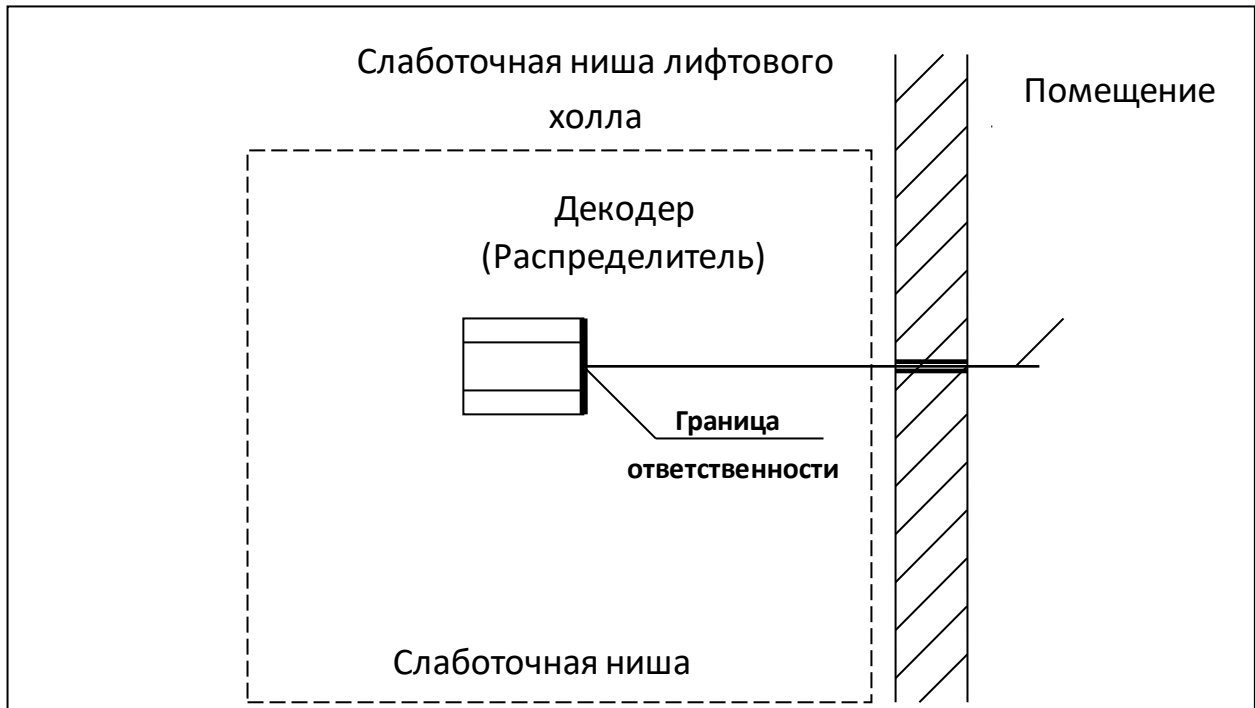 Слаботочная ниша лифтового
холла
Помещение
Декодер
(Распределитель)
Граница
ответственности
Слаботочная ниша